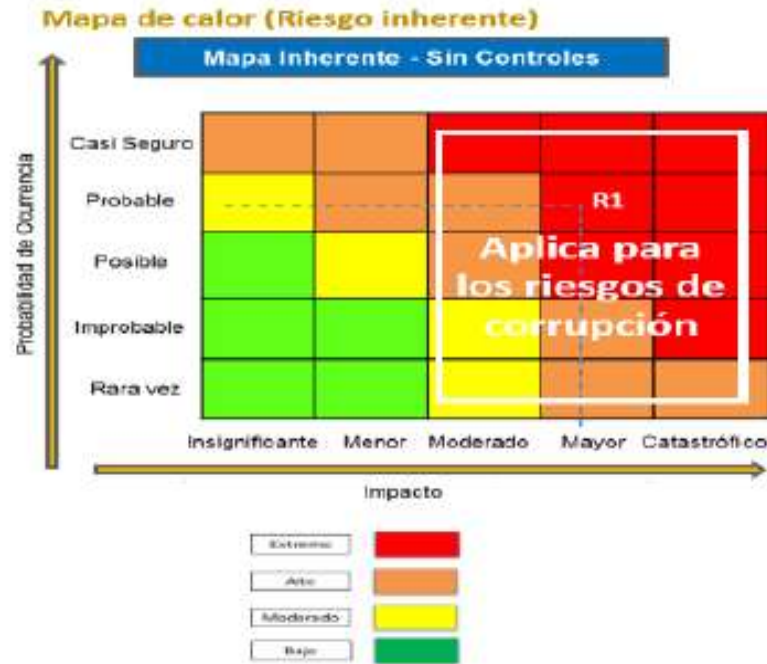 Mapa de calor (Riesgo inherente)
Mapa Inherente - Sin Controles
Probabilidad de Ocurrencia
Casi Seguro
Probable
R1
Posible
Aplica para
los riesgos de
corrupción
Improbable
Rara vez
Insignificante Menor Moderado Mayor Catastrófico
Impacto
Extremo
Alto
Moderado
Bajo